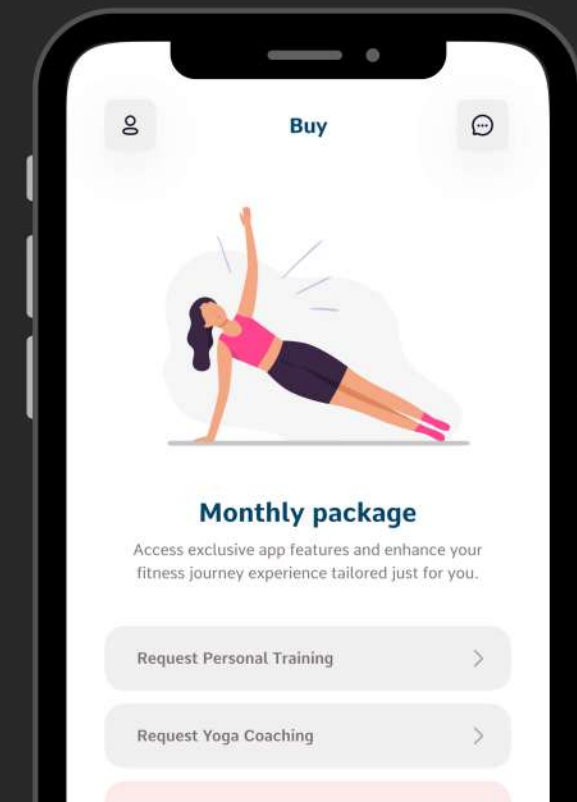 Buy
Monthly package
Access exclusive app features and enhance your
fitness journey experience tailored just for you.
Request Personal Training
Request Yoga Coaching